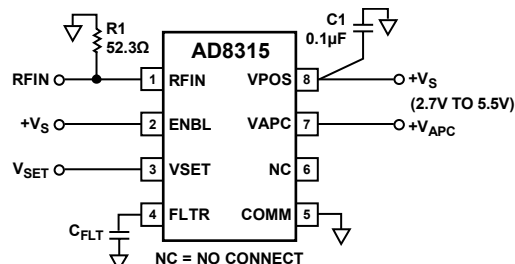 R1
52.3Ω
C1
0.1µF
AD8315
RFIN
1
RFIN
VPOS
8
+VS
(2.7V TO 5.5V)
+VS
2
ENBL
VAPC
7
+VAPC
VSET
3
VSET
NC
6
CFLT
4
FLTR
COMM
5
NC = NO CONNECT